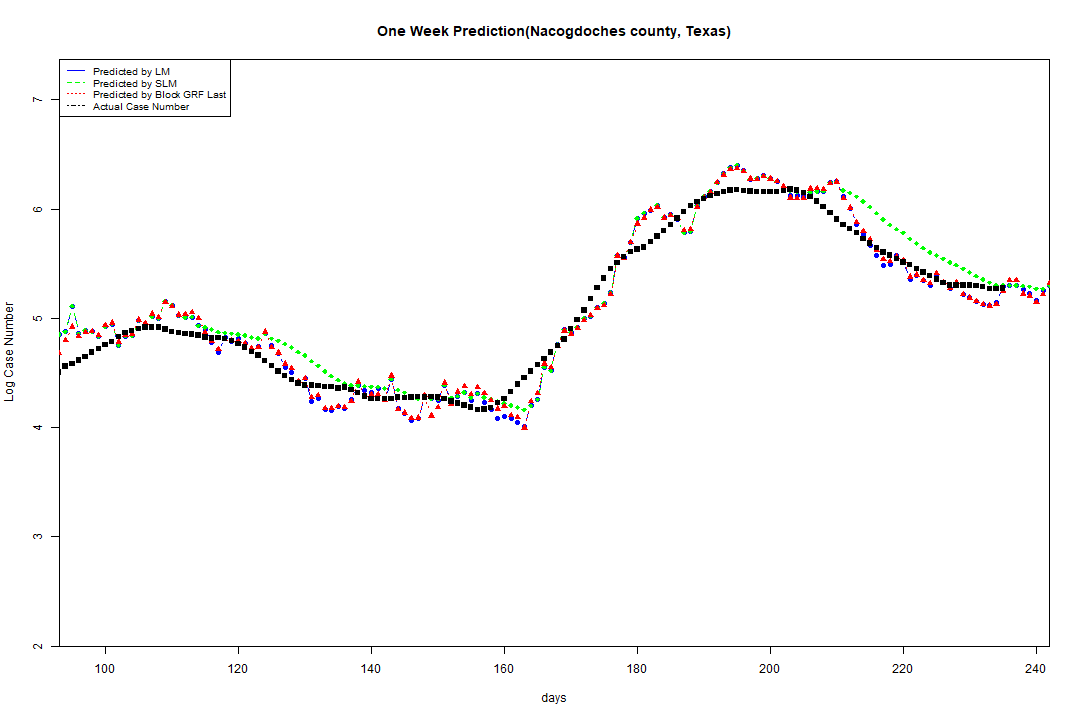 One Week Prediction(Nacogdoches county, Texas)
Predicted by LM
Predicted by SLM
Predicted by Block GRF Last
Actual Case Number
7
6
5
4
3
2
Log Case Number
100 120 140 160 180 200 220 240
days